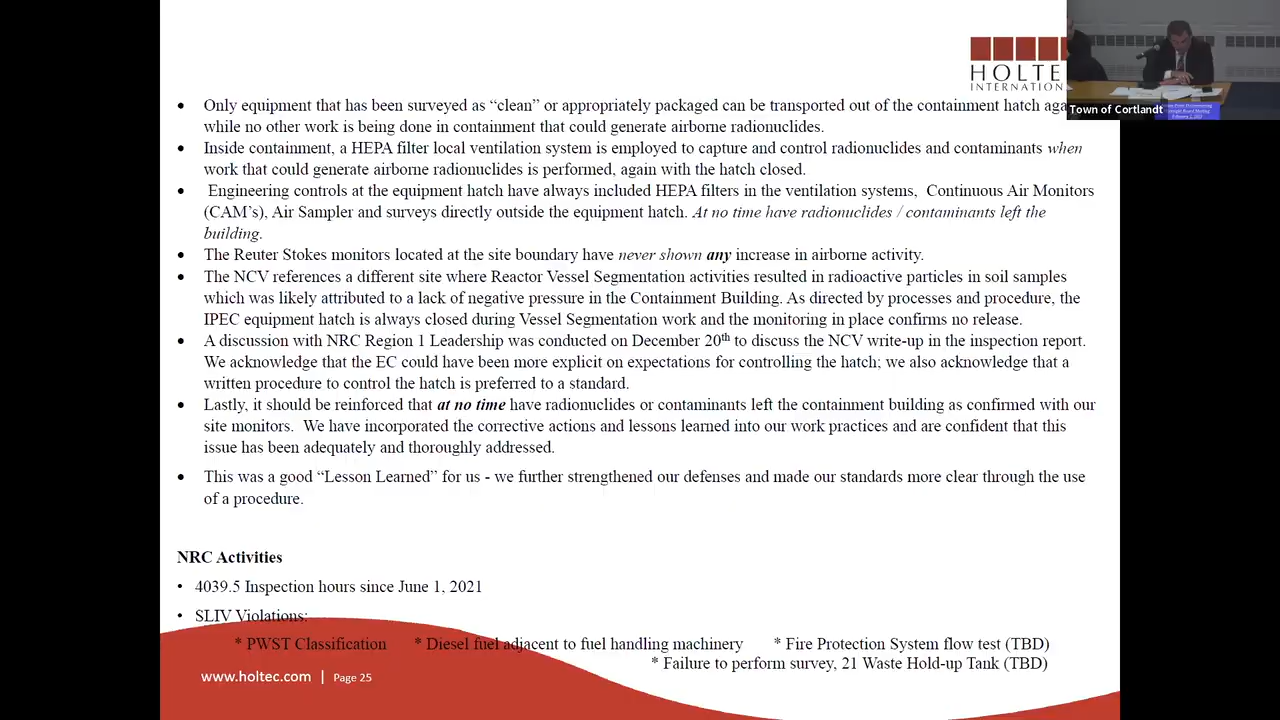 HOLTE
INTERNATION
Town of Cortlandt
• Only equipment that has been surveyed as “clean” or appropriately packaged can be transported out of the containment hatch aga
while no other work is being done in containment that could generate airborne radionuclides.
• Inside containment, a HEPA filter local ventilation system is employed to capture and control radionuclides and contaminants when
work that could generate airborne radionuclides is performed, again with the hatch closed.
• Engineering controls at the equipment hatch have always included HEPA filters in the ventilation systems, Continuous Air Monitors
(CAM’s), Air Sampler and surveys directly outside the equipment hatch. At no time have radionuclides / contaminants left the
building.
• The Reuter Stokes monitors located at the site boundary have never shown any increase in airborne activity.
• The NCV references a different site where Reactor Vessel Segmentation activities resulted in radioactive particles in soil samples
which was likely attributed to a lack of negative pressure in the Containment Building. As directed by processes and procedure, the
IPEC equipment hatch is always closed during Vessel Segmentation work and the monitoring in place confirms no release.
• A discussion with NRC Region 1 Leadership was conducted on December 20th to discuss the NCV write-up in the inspection report.
We acknowledge that the EC could have been more explicit on expectations for controlling the hatch; we also acknowledge that a
written procedure to control the hatch is preferred to a standard.
• Lastly, it should be reinforced that at no time have radionuclides or contaminants left the containment building as confirmed with our
site monitors. We have incorporated the corrective actions and lessons learned into our work practices and are confident that this
issue has been adequately and thoroughly addressed.
• This was a good “Lesson Learned” for us - we further strengthened our defenses and made our standards more clear through the use
of a procedure.
NRC Activities
• 4039.5 Inspection hours since June 1, 2021
• SLIV Violations:
* PWST Classification * Diesel fuel adjacent to fuel handling machinery * Fire Protection System flow test (TBD)
* Failure to perform survey, 21 Waste Hold-up Tank (TBD)
www.holtec.com | Page 25